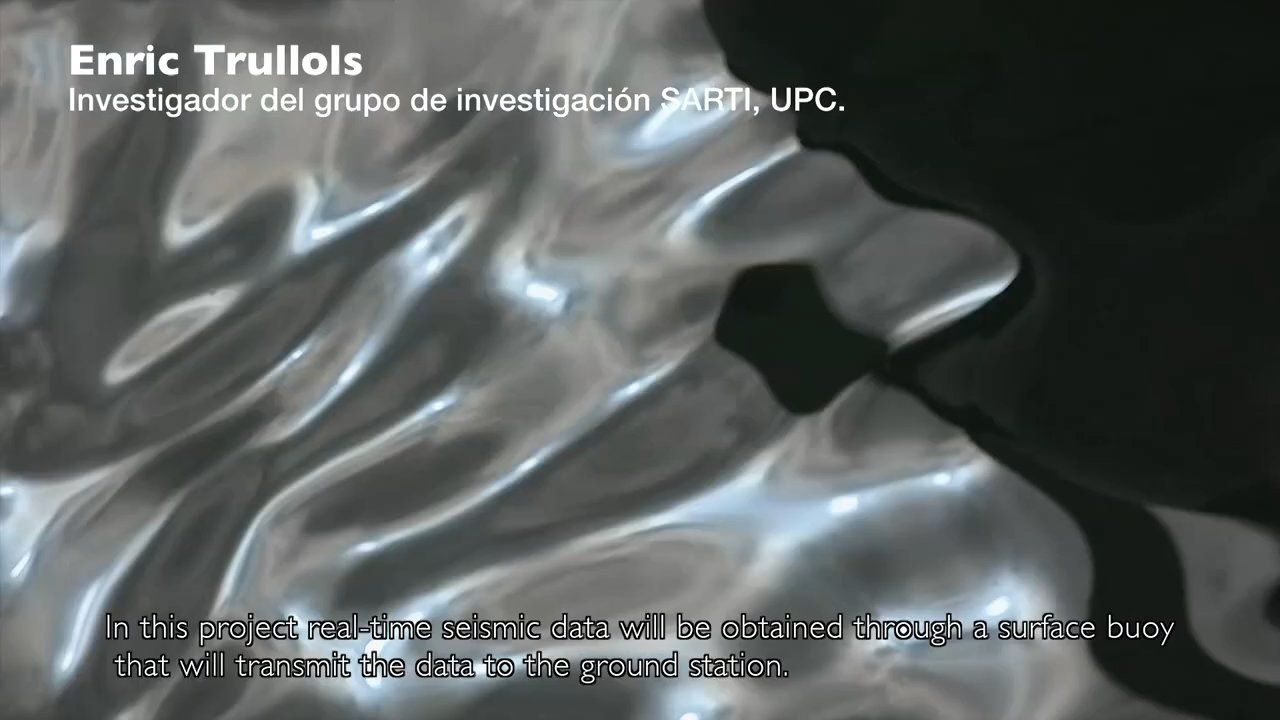 Enric Trullols
Investigador del grupo de investigación SARTI, UPC.
In this project real-time seismic data will be obtained through a surface buoy
that will transmit the data to the ground station.